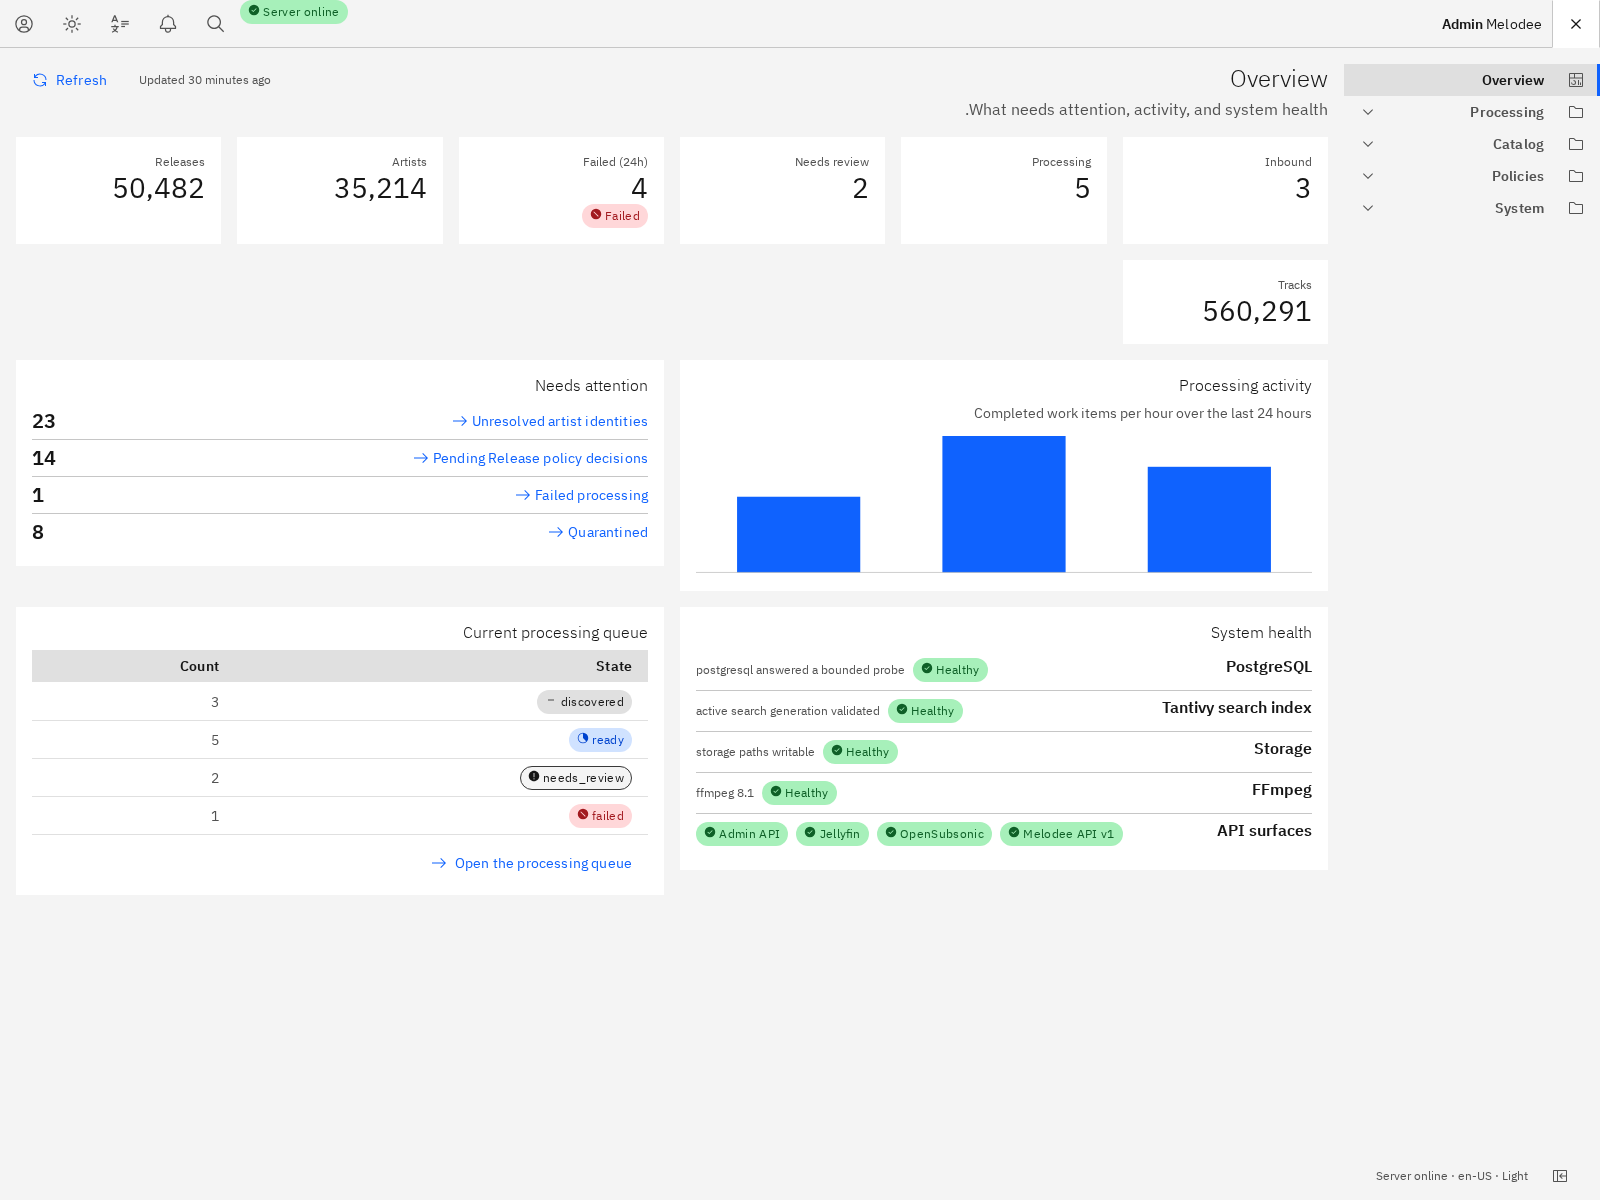 Server online
Admin Melodee
Overview
Processing
Catalog
Policies
System
Overview
.What needs attention, activity, and system health
Refresh
Updated 30 minutes ago
Inbound
3
Processing
5
Needs review
2
Failed (24h)
4
Failed
Artists
35,214
Releases
50,482
Tracks
560,291
Processing activity
Completed work items per hour over the last 24 hours
Needs attention
Unresolved artist identities 23
Pending Release policy decisions 14
Failed processing 1
Quarantined 8
System health
PostgreSQL Healthy postgresql answered a bounded probe
Tantivy search index Healthy active search generation validated
Storage Healthy storage paths writable
FFmpeg Healthy ffmpeg 8.1
API surfaces Melodee API v1 OpenSubsonic Jellyfin Admin API
Current processing queue
State Count
discovered 3
ready 5
needs_review 2
failed 1
Open the processing queue
Server online · en-US · Light